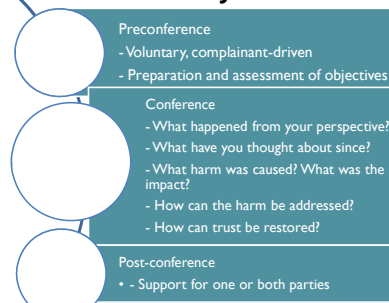 Preconference
- Voluntary, complainant-driven
- Preparation and assessment of objectives
Conference
- What happened from your perspective?
- What have you thought about since?
- What harm was caused? What was the
impact?
- How can the harm be addressed?
- How can trust be restored?
Post-conference
• - Support for one or both parties